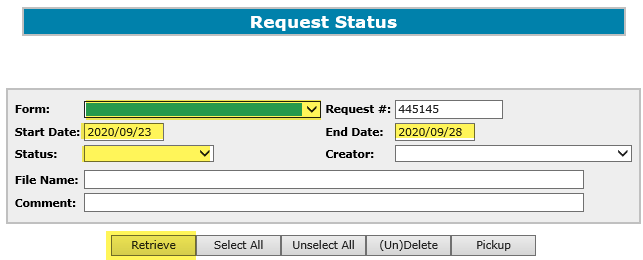 Request Status
Form: Request #: 445145
Start Date: 2020/09/23 End Date: 2020/09/28
Status: Creator:
File Name:
Comment:
Retrieve Select All Unselect All (Un)Delete Pickup